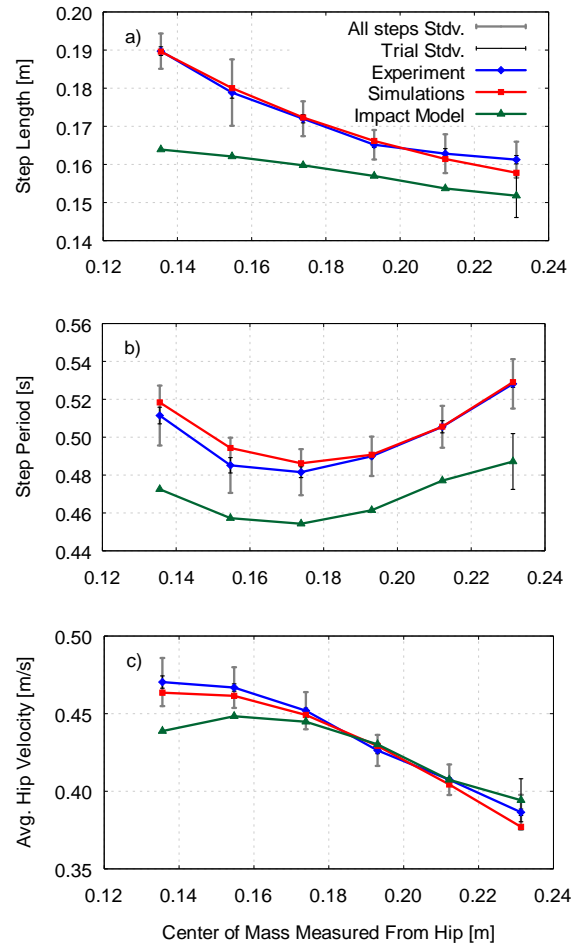 a)
All steps Stdv.
Trial Stdv.
Experiment
Simulations
Impact Model
Step Length [m]
0.20
0.19
0.18
0.17
0.16
0.15
0.14
0.12 0.14 0.16 0.18 0.20 0.22 0.24
b)
Step Period [s]
0.56
0.54
0.52
0.50
0.48
0.46
0.44
0.12 0.14 0.16 0.18 0.20 0.22 0.24
c)
Avg. Hip Velocity [m/s]
0.50
0.45
0.40
0.35
0.12 0.14 0.16 0.18 0.20 0.22 0.24
Center of Mass Measured From Hip [m]